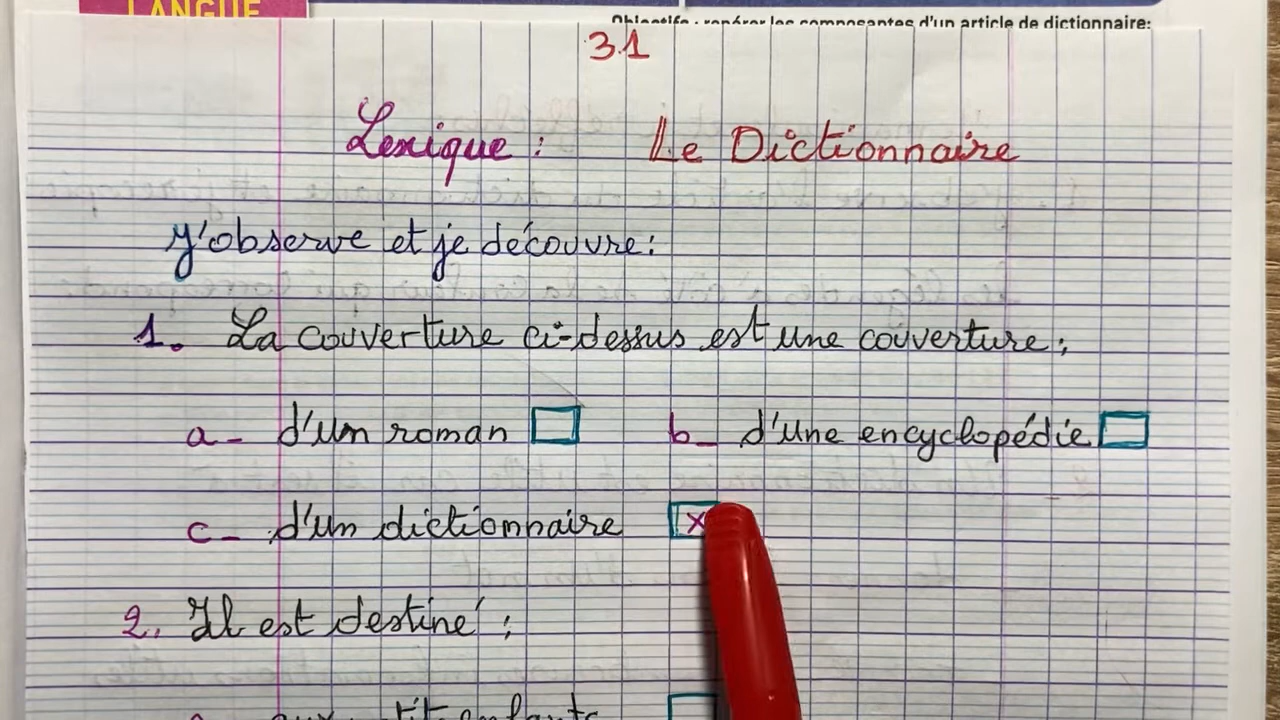 LANGUE
Objectifs : repérer les composantes d'un article de dictionnaire:
31
Lexique : Le Dictionnaire
J'observe et je découvre :
1. La couverture ci-dessus est une couverture :
a - d'un roman
b - d'une encyclopédie
c - d'un dictionnaire x
2. Il est destiné :